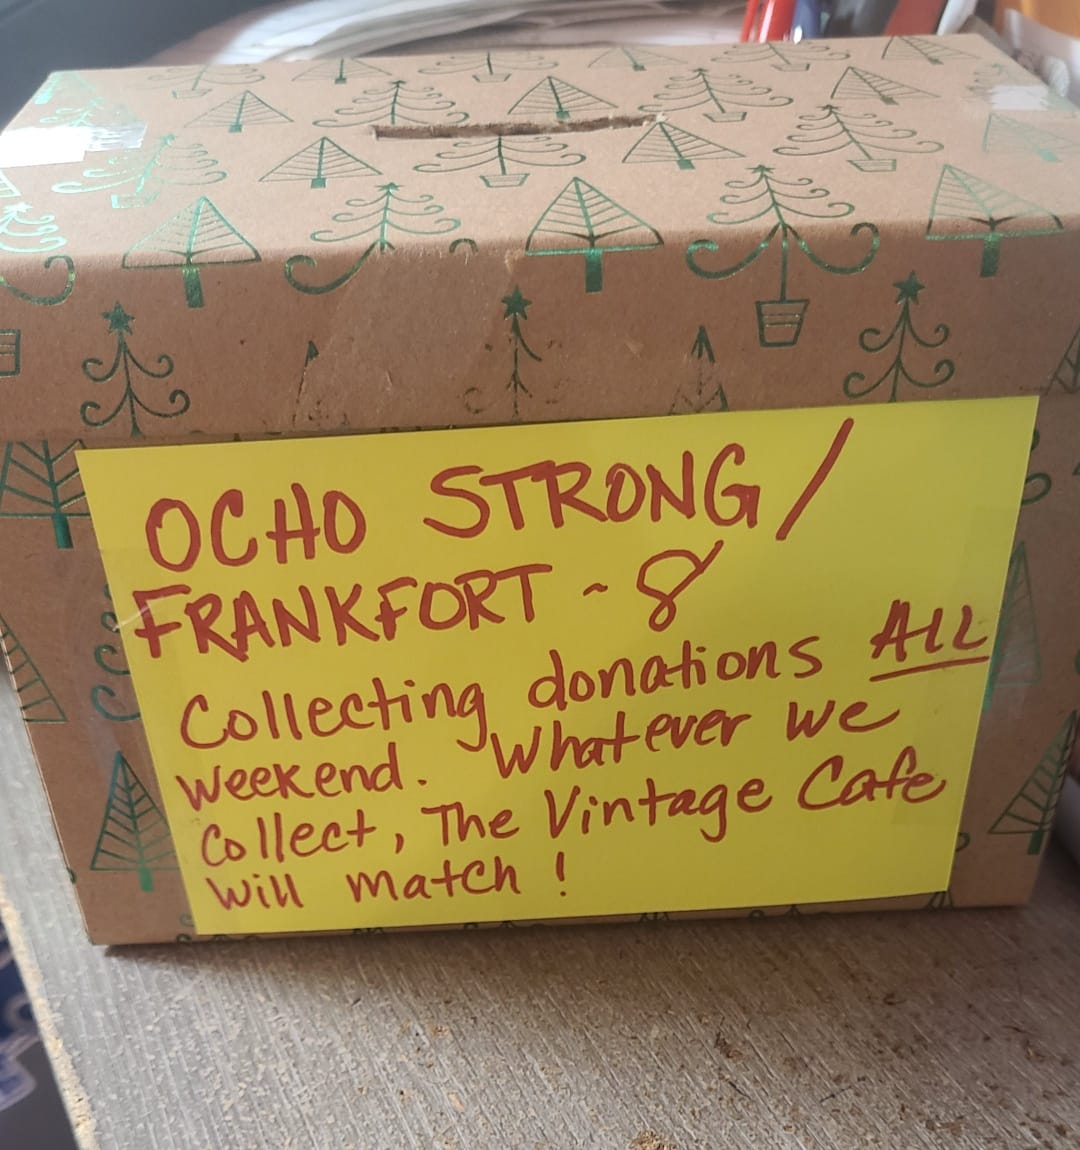 OCHO STRONG/
FRANKFORT - 8
Collecting donations ALL
weekend. Whatever we
collect, The Vintage Cafe
will match!